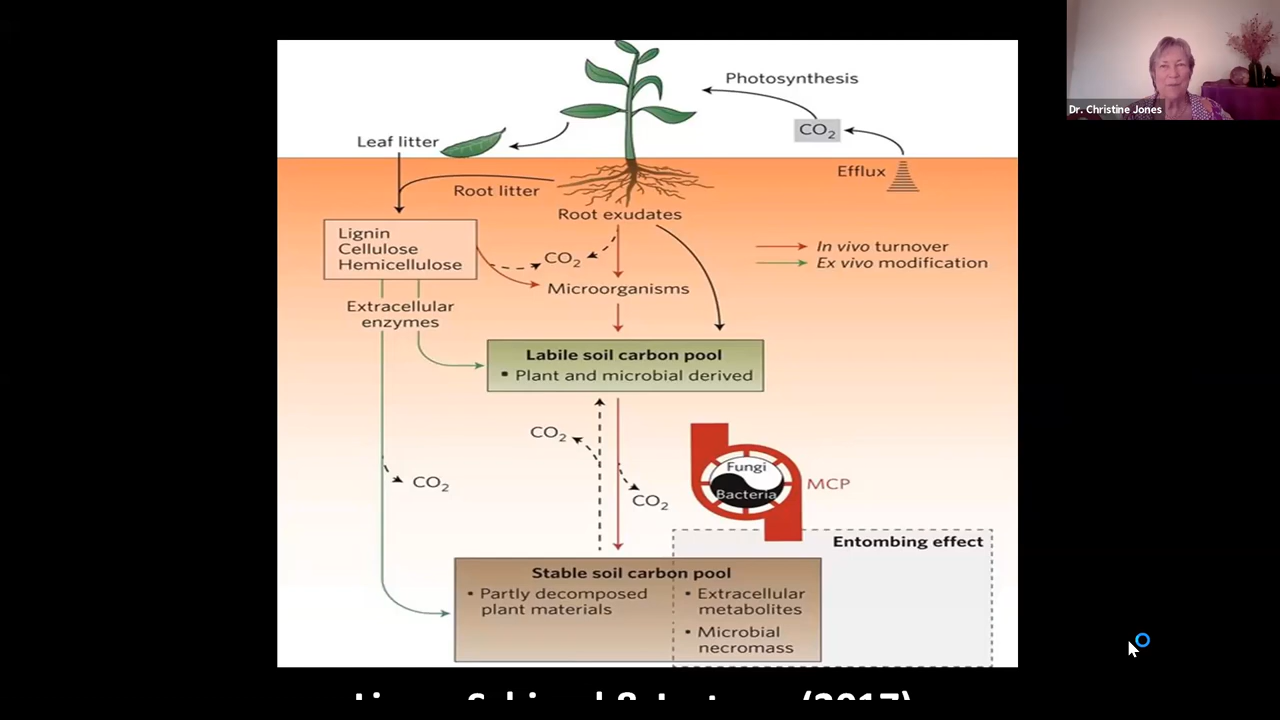 Dr. Christine Jones
Photosynthesis
CO2
Efflux
Leaf litter
Root litter
Root exudates
Lignin
Cellulose
Hemicellulose
CO2
In vivo turnover
Ex vivo modification
Microorganisms
Extracellular
enzymes
Labile soil carbon pool
• Plant and microbial derived
CO2
CO2
CO2
Fungi
Bacteria
MCP
Entombing effect
Stable soil carbon pool
• Partly decomposed
plant materials
• Extracellular
metabolites
• Microbial
necromass
(2017)